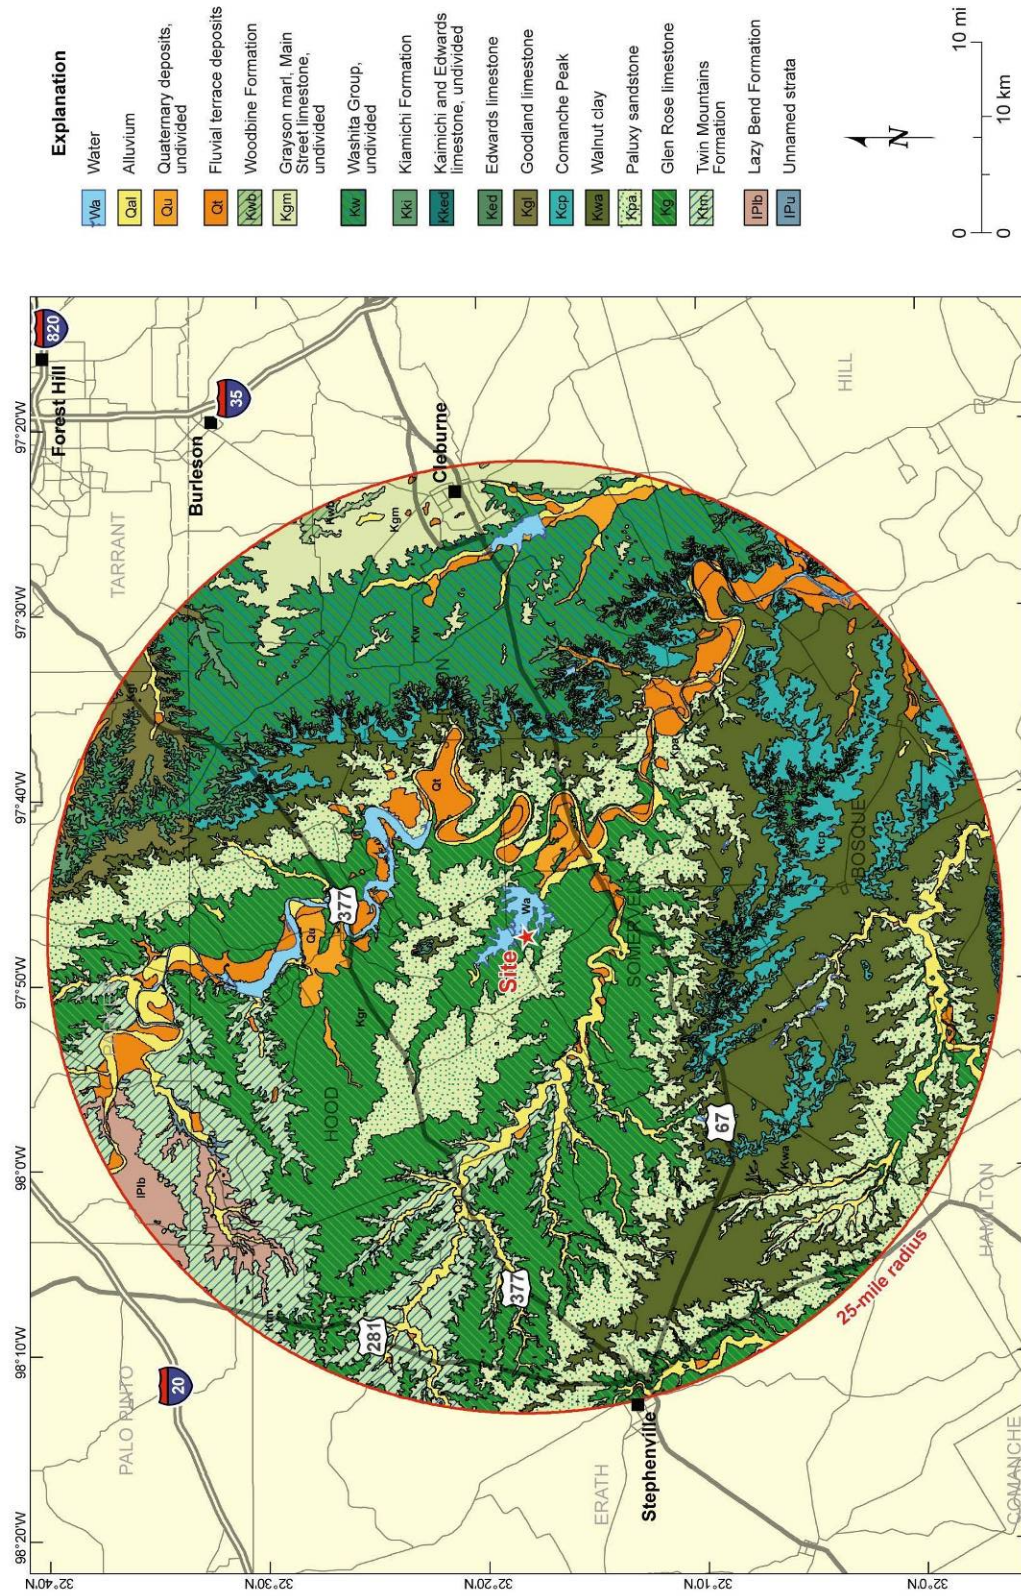 Explanation
Wa
Water
Qal
Alluvium
Qu
Quaternary deposits,
undivided
Qt
Fluvial terrace deposits
Kwb
Woodbine Formation
Kgm
Grayson marl, Main
Street limestone,
undivided
Kw
Washita Group,
undivided
Kki
Kiamichi Formation
Kked
Kaimichi and Edwards
limestone, undivided
Ked
Edwards limestone
Kgl
Goodland limestone
Kcp
Comanche Peak
Kwa
Walnut clay
Kpa
Paluxy sandstone
Kg
Glen Rose limestone
Ktm
Twin Mountains
Formation
IPlb
Lazy Bend Formation
IPu
Unnamed strata
N
0
10 mi
0
10 km
98°20'W
98°10'W
98°0'W
97°50'W
97°40'W
97°30'W
97°20'W
32°40'N
32°30'N
32°20'N
32°10'N
32°0'N
820
Forest Hill
35
Burleson
TARRANT
Cleburne
HILL
Kwb
Kgm
Kw
Kgl
Qt
377
Qu
Kgr
Wa
Site
SOMERVELL
BOSQUE
Kcp
HOOD
IPlb
67
Kwa
377
281
Ktm
20
PALO PINTO
ERATH
Stephenville
25-mile radius
HAMILTON
COMANCHE